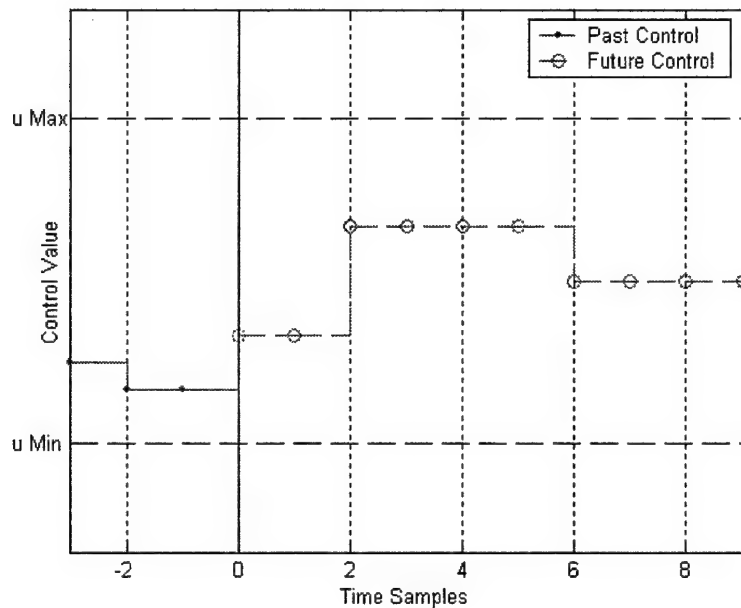 Past Control
Future Control
u Max
Control Value
u Min
-2 0 2 4 6 8
Time Samples